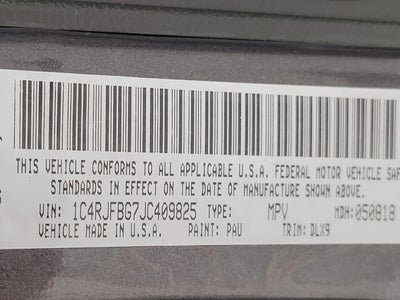 THIS VEHICLE CONFORMS TO ALL APPLICABLE U.S.A. FEDERAL MOTOR VEHICLE SAF
STANDARDS IN EFFECT ON THE DATE OF MANUFACTURE SHOWN ABOVE.
VIN: 1C4RJFBG7JC409825 TYPE: MPV MDH:050818
VEHICLE MADE IN U.S.A. PAINT: PAU TRIM: DLX9